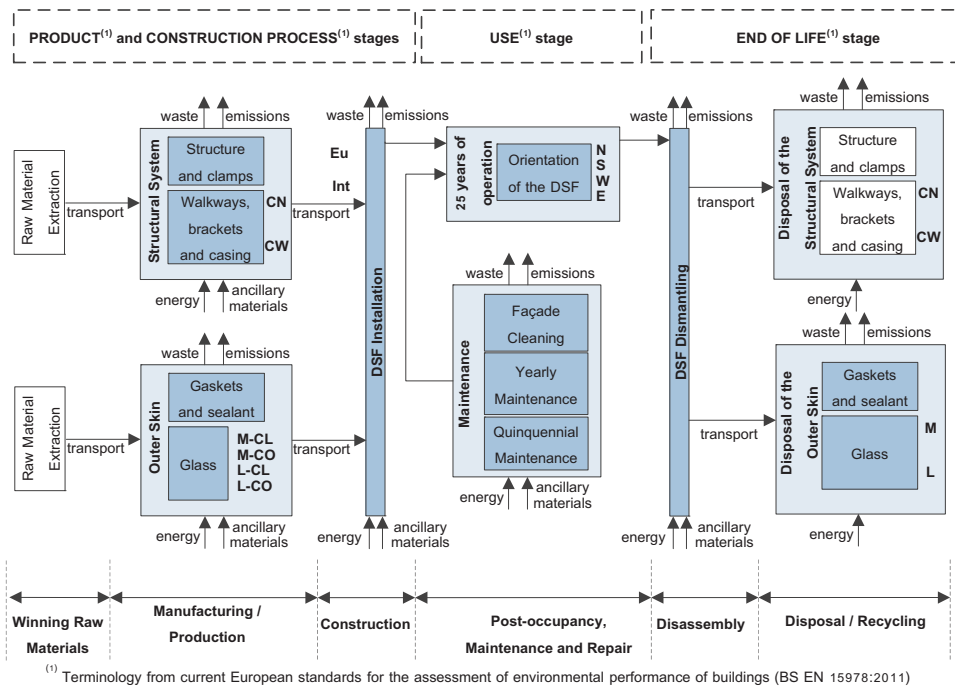 PRODUCT(1) and CONSTRUCTION PROCESS(1) stages
USE(1) stage
END OF LIFE(1) stage
Raw Material
Extraction
transport
waste
emissions
Structural System
Structure
and clamps
Walkways,
brackets
and casing
CN
CW
energy
ancillary
materials
transport
Raw Material
Extraction
transport
waste
emissions
Outer Skin
Gaskets
and sealant
Glass
M-CL
M-CO
L-CL
L-CO
energy
ancillary
materials
transport
Eu
Int
waste
emissions
DSF Installation
energy
ancillary
materials
25 years of
operation
Orientation
of the DSF
N
S
W
E
waste
emissions
Maintenance
Façade
Cleaning
Yearly
Maintenance
Quinquennial
Maintenance
energy
ancillary
materials
waste
emissions
DSF Dismantling
energy
ancillary
materials
transport
waste
emissions
Disposal of the
Structural System
Structure
and clamps
Walkways,
brackets
and casing
CN
CW
energy
transport
waste
emissions
Disposal of the
Outer Skin
Gaskets
and sealant
Glass
M
L
energy
Winning Raw
Materials
Manufacturing /
Production
Construction
Post-occupancy,
Maintenance and Repair
Disassembly
Disposal / Recycling
(1) Terminology from current European standards for the assessment of environmental performance of buildings (BS EN 15978:2011)